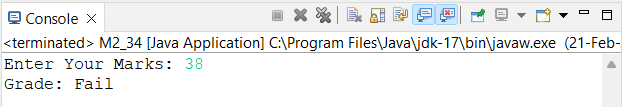 Console
<terminated> M2_34 [Java Application] C:\Program Files\Java\jdk-17\bin\javaw.exe (21-Feb-
Enter Your Marks: 38
Grade: Fail